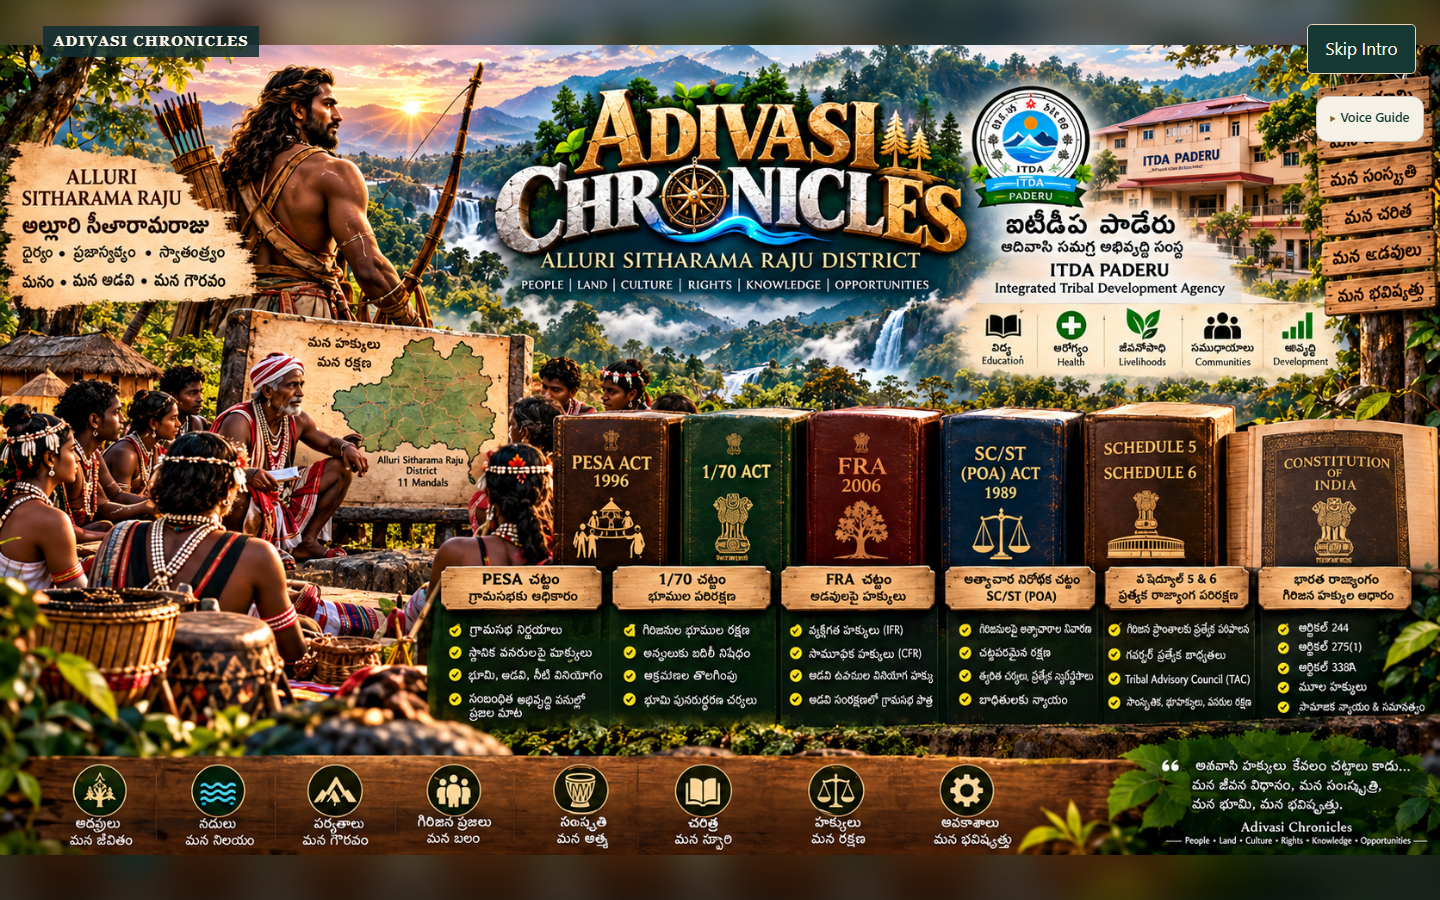 ADIVASI CHRONICLES
Skip Intro
Voice Guide
ALLURI
SITHARAMA RAJU
అల్లూరి సీతారామరాజు
ధైర్యం • ప్రజాస్వామ్యం • స్వాతంత్ర్యం
మనం • మన అడవి • మన గౌరవం
ADIVASI
CHRONICLES
ALLURI SITHARAMA RAJU DISTRICT
PEOPLE | LAND | CULTURE | RIGHTS | KNOWLEDGE | OPPORTUNITIES
ITDA
ITDA
PADERU
ఐటీడీప పాడేరు
ఆదివాసి సమగ్ర అభివృద్ధి సంస్థ
ITDA PADERU
Integrated Tribal Development Agency
విద్య
Education
ఆరోగ్యం
Health
జీవనోపాధి
Livelihoods
సముధాయాలు
Communities
Development
ITDA PADERU
మన సంస్కృతి
మన చరిత
మన అడవులు
మన భవిష్యత్తు
మన హక్కులు
మన రక్షణ
Alluri Sitharama Raju
District
11 Mandals
PESA ACT
1996
1/70 ACT
FRA
2006
SC/ST
(POA) ACT
1989
SCHEDULE 5
SCHEDULE 6
CONSTITUTION
OF
INDIA
PESA చట్టం
గ్రామసభకు అధికారం
గ్రామసభ నిర్ణయాలు
స్థానిక వనరులపై హక్కులు
భూమి, అడవి, నీటి వినియోగం
సంబంధిత అభివృద్ధి పనుల్లో
ప్రజల మాట
1/70 చట్టం
భూముల పరిరక్షణ
గిరిజనుల భూముల రక్షణ
అన్యులకు బదిలీ నిషేధం
ఆక్రమణల తొలగింపు
భూమి పునరుద్ధరణ చర్యలు
FRA చట్టం
అడవులపై హక్కులు
వ్యక్తిగత హక్కులు (IFR)
సామూహిక హక్కులు (CFR)
అడవి ఉపవనుల వినియోగ హక్కు
అడవి సంరక్షణలో గ్రామసభ పాత్ర
అత్యాచార నిరోధక చట్టం
SC/ST (POA)
గిరిజనులపై అత్యాచారాల నివారణ
చట్టపరమైన రక్షణ
బాధితులకు న్యాయం
5 & 6
ప్రత్యేక రాజ్యాంగ పరిరక్షణ
గిరిజన ప్రాంతాలకు ప్రత్యేక పరిపాలన
గవర్నర్ ప్రత్యేక బాధ్యతలు
Tribal Advisory Council (TAC)
సాంస్కృతిక, భూహక్కులు, వనరుల రక్షణ
భారత రాజ్యాంగం
గిరిజన హక్కుల ఆధారం
ఆర్టికల్ 244
ఆర్టికల్ 275(1)
ఆర్టికల్ 338A
మూల హక్కులు
సామాజిక న్యాయం & సమానత్వం
అడవులు
మన జీవితం
నదులు
మన నిలయం
పర్వతాలు
మన గౌరవం
గిరిజన ప్రజలు
మన బలం
సంస్కృతి
మన ఆత్మ
చరిత్ర
మన స్ఫూరి
హక్కులు
మన రక్షణ
అవకాశాలు
మన భవిష్యత్తు
“ అదివాసి హక్కులు కేవలం చట్టాలు కాదు...
మన జీవన విధానం, మన సంస్కృతి,
మన భూమి, మన భవిష్యత్తు.
Adivasi Chronicles
People • Land • Culture • Rights • Knowledge • Opportunities